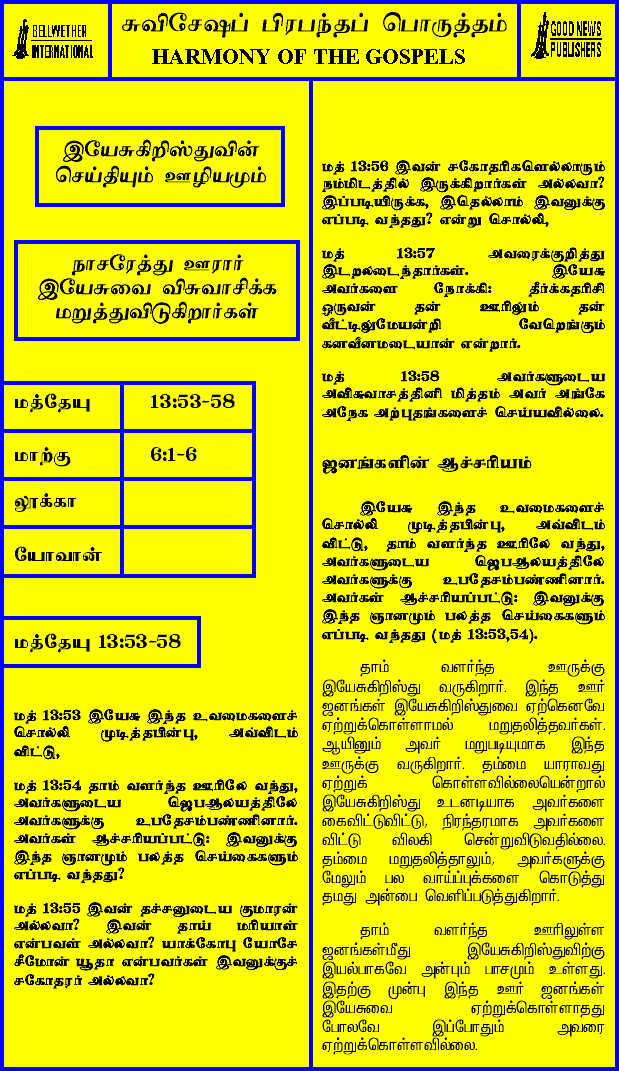 BELLWETHER
INTERNATIONAL
சுவிசேஷப் பிரபந்தப் பொருத்தம்
HARMONY OF THE GOSPELS
GOOD NEWS
PUBLISHERS
இயேசுகிறிஸ்துவின்
செய்தியும் ஊழியமும்
நாசரேத்து ஊரார்
இயேசுவை விசுவாசிக்க
மறுத்துவிடுகிறார்கள்
மத்தேயு 13:53-58
மாற்கு 6:1-6
லூக்கா
யோவான்
மத்தேயு 13:53-58
மத் 13:53 இயேசு இந்த உவமைகளைச்
சொல்லி முடித்தபின்பு, அவ்விடம்
விட்டு,
மத் 13:54 தாம் வளர்ந்த ஊரிலே வந்து,
அவர்களுடைய ஜெபஆலயத்திலே
அவர்களுக்கு உபதேசம்பண்ணினார்.
அவர்கள் ஆச்சரியப்பட்டு: இவனுக்கு
இந்த ஞானமும் பலத்த செய்கைகளும்
எப்படி வந்தது?
மத் 13:55 இவன் தச்சனுடைய குமாரன்
அல்லவா? இவன் தாய் மரியாள்
என்பவள் அல்லவா? யாக்கோபு யோசே
சீமோன் யூதா என்பவர்கள் இவனுக்குச்
சகோதரர் அல்லவா?
மத் 13:56 இவன் சகோதரிகளெல்லாரும்
நம்மிடத்தில் இருக்கிறார்கள் அல்லவா?
இப்படியிருக்க, இதெல்லாம் இவனுக்கு
எப்படி வந்தது? என்று சொல்லி,
மத் 13:57 அவரைக்குறித்து
இடறலடைந்தார்கள். இயேசு
அவர்களை நோக்கி: தீர்க்கதரிசி
ஒருவன் தன் ஊரிலும் தன்
வீட்டிலுமேயன்றி வேறெங்கும்
கனவீனமடையான் என்றார்.
மத் 13:58 அவர்களுடைய
அவிசுவாசத்தினி மித்தம் அவர் அங்கே
அநேக அற்புதங்களைச் செய்யவில்லை.
ஜனங்களின் ஆச்சரியம்
இயேசு இந்த உவமைகளைச்
சொல்லி முடித்தபின்பு, அவ்விடம்
விட்டு, தாம் வளர்ந்த ஊரிலே வந்து,
அவர்களுடைய ஜெபஆலயத்திலே
அவர்களுக்கு உபதேசம்பண்ணினார்.
அவர்கள் ஆச்சரியப்பட்டு: இவனுக்கு
இந்த ஞானமும் பலத்த செய்கைகளும்
எப்படி வந்தது (மத் 13:53,54).
தாம் வளர்ந்த ஊருக்கு
இயேசுகிறிஸ்து வருகிறார். இந்த ஊர்
ஜனங்கள் இயேசுகிறிஸ்துவை ஏற்கெனவே
ஏற்றுக்கொள்ளாமல் மறுதலித்தவர்கள்.
ஆயினும் அவர் மறுபடியுமாக இந்த
ஊருக்கு வருகிறார். தம்மை யாராவது
ஏற்றுக் கொள்ளவில்லையென்றால்
இயேசுகிறிஸ்து உடனடியாக அவர்களை
கைவிட்டுவிட்டு, நிரந்தரமாக அவர்களை
விட்டு விலகி சென்றுவிடுவதில்லை.
தம்மை மறுதலித்தாலும், அவர்களுக்கு
மேலும் பல வாய்ப்புக்களை கொடுத்து
தமது அன்பை வெளிப்படுத்துகிறார்.
தாம் வளர்ந்த ஊரிலுள்ள
ஜனங்கள்மீது இயேசுகிறிஸ்துவிற்கு
இயல்பாகவே அன்பும் பாசமும் உள்ளது.
இதற்கு முன்பு இந்த ஊர் ஜனங்கள்
இயேசுவை ஏற்றுக்கொள்ளாதது
போலவே இப்போதும் அவரை
ஏற்றுக்கொள்ளவில்லை.